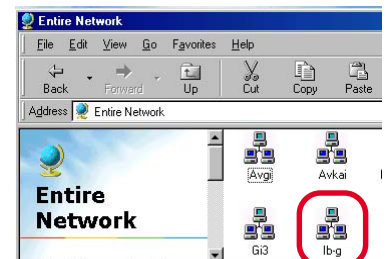 Entire Network
File Edit View Go Favorites Help
Back Forward Up Cut Copy Paste
Address Entire Network
Entire
Network
Avgi Avkai
Gi3 Ib-g